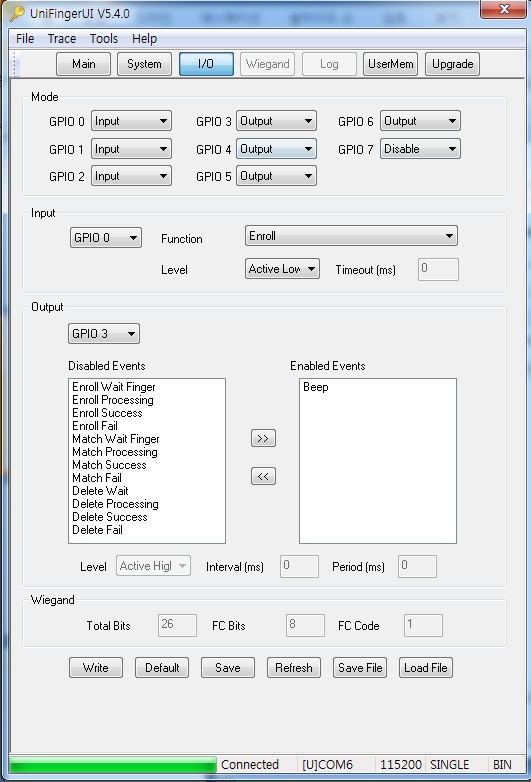 UniFingerUI V5.4.0
File Trace Tools Help
Main System I/O Wiegand Log UserMem Upgrade
Mode
GPIO 0 Input GPIO 3 Output GPIO 6 Output
GPIO 1 Input GPIO 4 Output GPIO 7 Disable
GPIO 2 Input GPIO 5 Output
Input
GPIO 0 Function Enroll
Level Active Low Timeout (ms) 0
Output
GPIO 3
Disabled Events Enabled Events
Enroll Wait Finger Beep
Enroll Processing
Enroll Success
Enroll Fail
Match Wait Finger
Match Processing
>>
Match Success
Match Fail
<<
Delete Wait
Delete Processing
Delete Success
Delete Fail
Level Active Higl Interval (ms) 0 Period (ms) 0
Wiegand
Total Bits 26 FC Bits 8 FC Code 1
Write Default Save Refresh Save File Load File
Connected [U]COM6 115200 SINGLE BIN